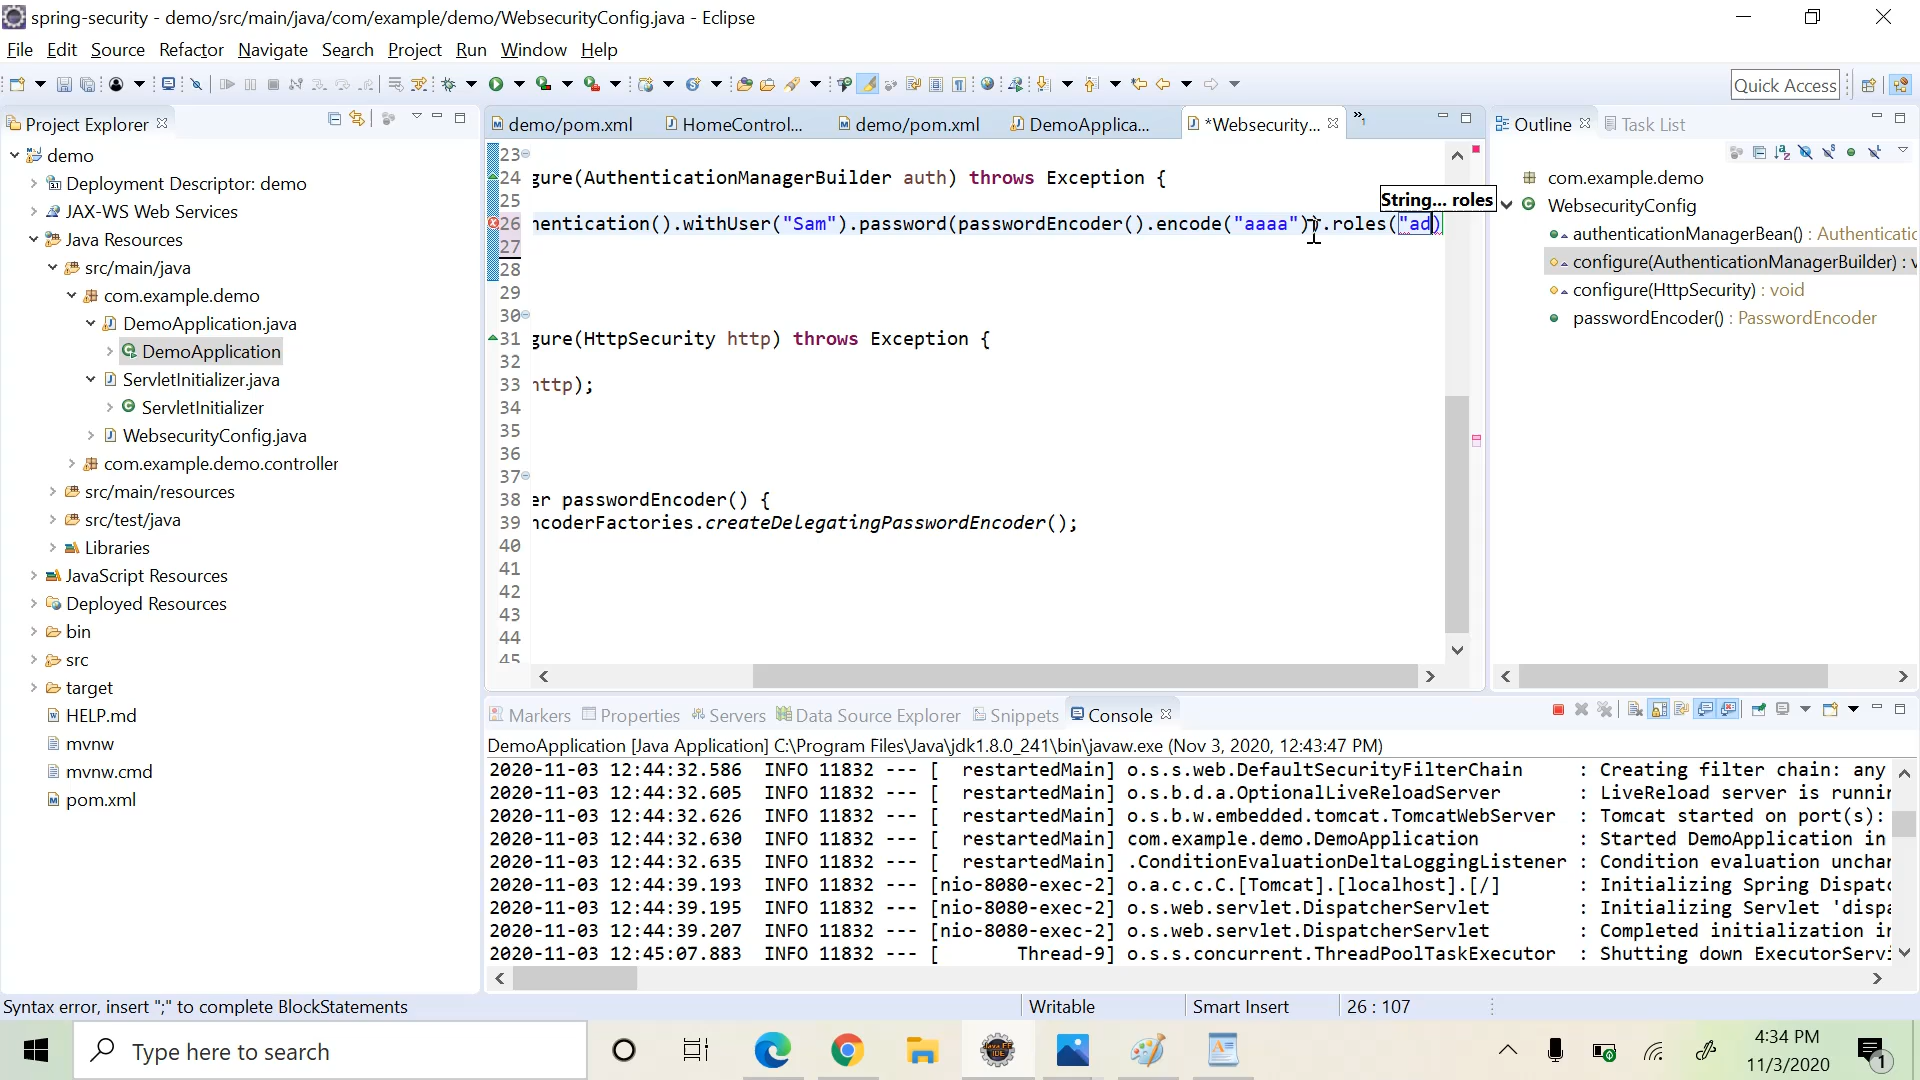 spring-security - demo/src/main/java/com/example/demo/WebsecurityConfig.java - Eclipse
File Edit Source Refactor Navigate Search Project Run Window Help
Quick Access
Project Explorer
demo
Deployment Descriptor: demo
JAX-WS Web Services
Java Resources
src/main/java
com.example.demo
DemoApplication.java
DemoApplication
ServletInitializer.java
ServletInitializer
WebsecurityConfig.java
com.example.demo.controller
src/main/resources
src/test/java
Libraries
JavaScript Resources
Deployed Resources
bin
src
target
HELP.md
mvnw
mvnw.cmd
pom.xml
demo/pom.xml HomeControl... demo/pom.xml DemoApplica... *Websecurity... »1
23
24 gure(AuthenticationManagerBuilder auth) throws Exception {
25
String... roles
26 hentication().withUser("Sam").password(passwordEncoder().encode("aaaa")).roles("ad)
27
28
29
30
31 gure(HttpSecurity http) throws Exception {
32
33 http);
34
35
36
37
38 er passwordEncoder() {
39 ncoderFactories.createDelegatingPasswordEncoder();
40
41
42
43
44
45
Outline Task List
com.example.demo
WebsecurityConfig
authenticationManagerBean() : Authenticatic
configure(AuthenticationManagerBuilder) : v
configure(HttpSecurity) : void
passwordEncoder() : PasswordEncoder
Markers Properties Servers Data Source Explorer Snippets Console
DemoApplication [Java Application] C:\Program Files\Java\jdk1.8.0_241\bin\javaw.exe (Nov 3, 2020, 12:43:47 PM)
2020-11-03 12:44:32.586 INFO 11832 --- [ restartedMain] o.s.s.web.DefaultSecurityFilterChain : Creating filter chain: any
2020-11-03 12:44:32.605 INFO 11832 --- [ restartedMain] o.s.b.d.a.OptionalLiveReloadServer : LiveReload server is runnin
2020-11-03 12:44:32.626 INFO 11832 --- [ restartedMain] o.s.b.w.embedded.tomcat.TomcatWebServer : Tomcat started on port(s):
2020-11-03 12:44:32.630 INFO 11832 --- [ restartedMain] com.example.demo.DemoApplication : Started DemoApplication in
2020-11-03 12:44:32.635 INFO 11832 --- [ restartedMain] .ConditionEvaluationDeltaLoggingListener : Condition evaluation unchar
2020-11-03 12:44:39.193 INFO 11832 --- [nio-8080-exec-2] o.a.c.c.C.[Tomcat].[localhost].[/] : Initializing Spring Dispatc
2020-11-03 12:44:39.195 INFO 11832 --- [nio-8080-exec-2] o.s.web.servlet.DispatcherServlet : Initializing Servlet 'dispa
2020-11-03 12:44:39.207 INFO 11832 --- [nio-8080-exec-2] o.s.web.servlet.DispatcherServlet : Completed initialization in
2020-11-03 12:45:07.883 INFO 11832 --- [ Thread-9] o.s.s.concurrent.ThreadPoolTaskExecutor : Shutting down ExecutorServi
Syntax error, insert ";" to complete BlockStatements Writable Smart Insert 26 : 107
Type here to search
4:34 PM
11/3/2020
1